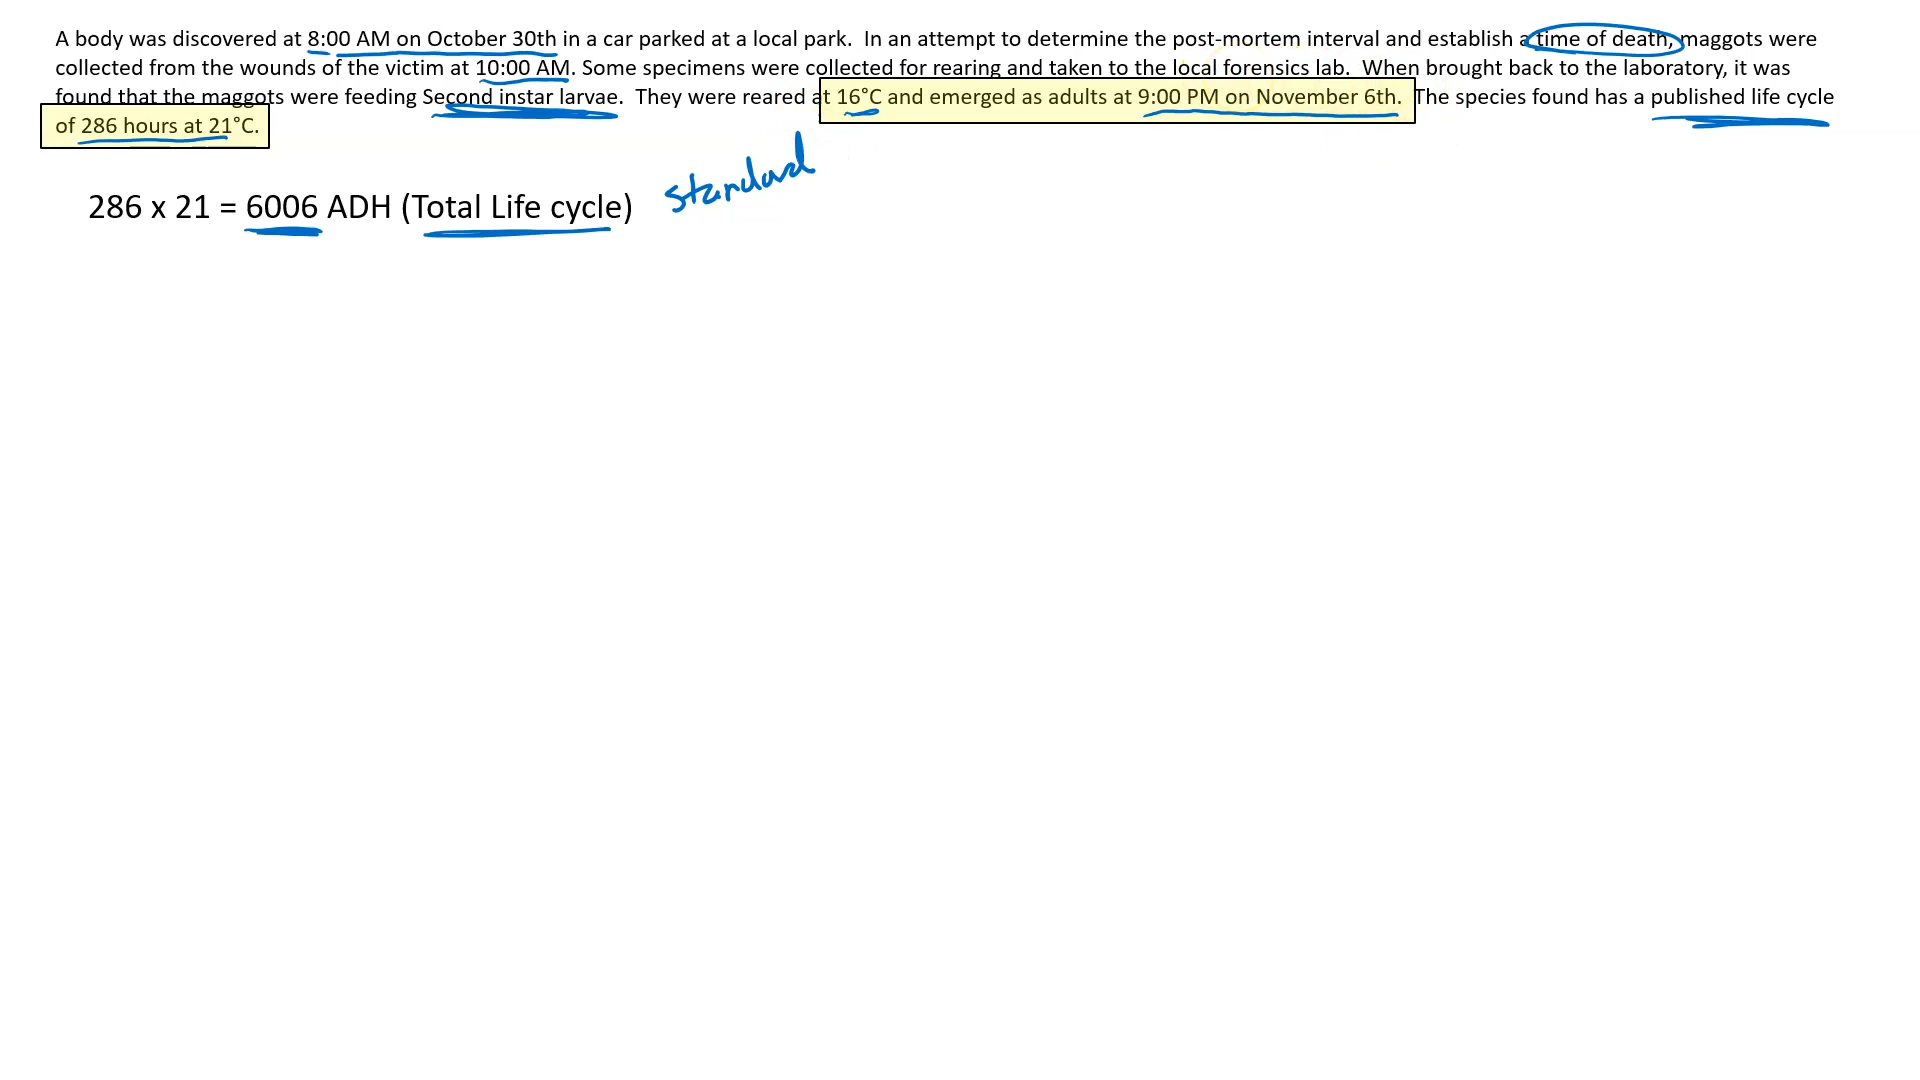 A body was discovered at 8:00 AM on October 30th in a car parked at a local park.  In an attempt to determine the post-mortem interval and establish a time of death, maggots were
collected from the wounds of the victim at 10:00 AM. Some specimens were collected for rearing and taken to the local forensics lab.  When brought back to the laboratory, it was
found that the maggots were feeding Second instar larvae.  They were reared at 16°C and emerged as adults at 9:00 PM on November 6th.  The species found has a published life cycle
of 286 hours at 21°C.
standard
286 x 21 = 6006 ADH (Total Life cycle)